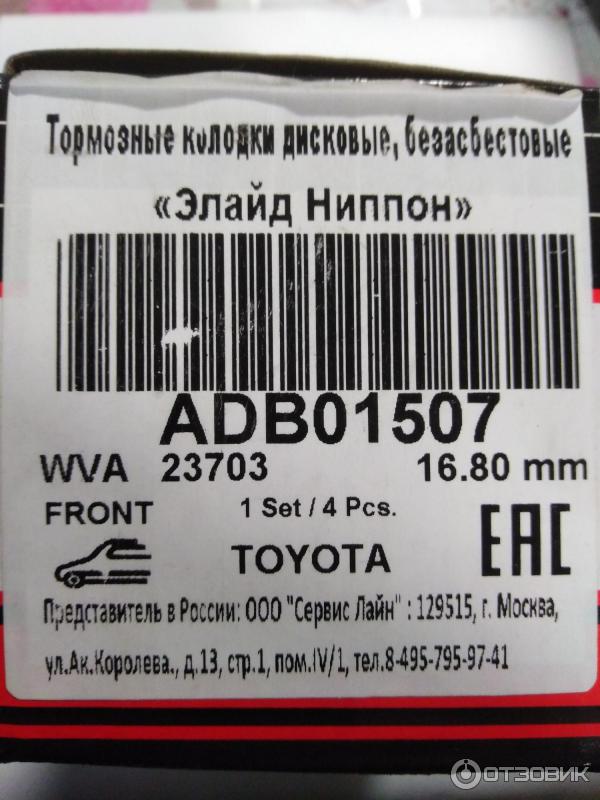 Тормозные колодки дисковые, безасбестовые
«Элайд Ниппон»
ADB01507
WVA 23703 16.80 mm
FRONT 1 Set / 4 Pcs.
TOYOTA EAC
Представитель в России: ООО "Сервис Лайн" : 129515, г. Москва,
ул.Ак.Королева., д.13, стр.1, пом.IV/1, тел.8-495-795-97-41
ОТЗОВИК